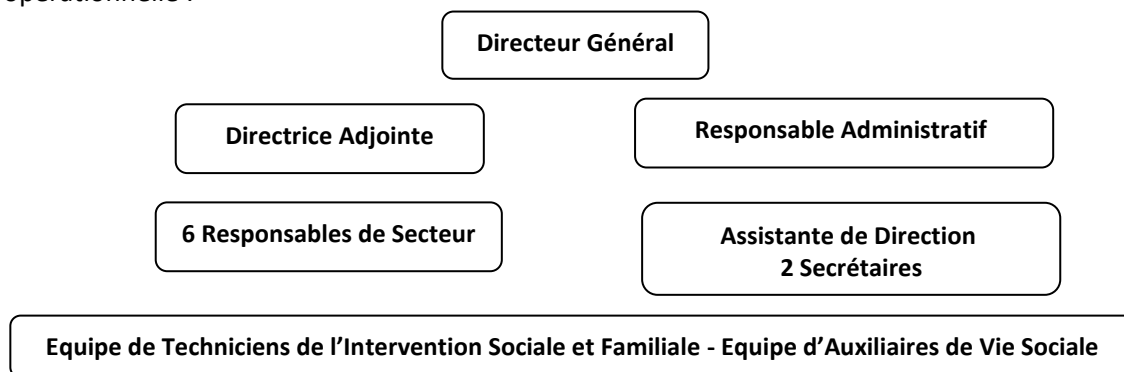 opérationnelle :
Directeur Général
Directrice Adjointe
Responsable Administratif
6 Responsables de Secteur
Assistante de Direction
2 Secrétaires
Equipe de Techniciens de l’Intervention Sociale et Familiale - Equipe d’Auxiliaires de Vie Sociale